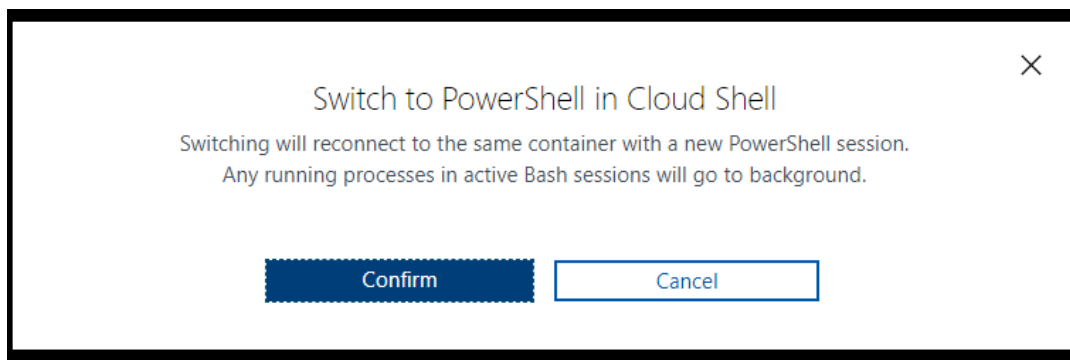 Switch to PowerShell in Cloud Shell
Switching will reconnect to the same container with a new PowerShell session.
Any running processes in active Bash sessions will go to background.
Confirm
Cancel